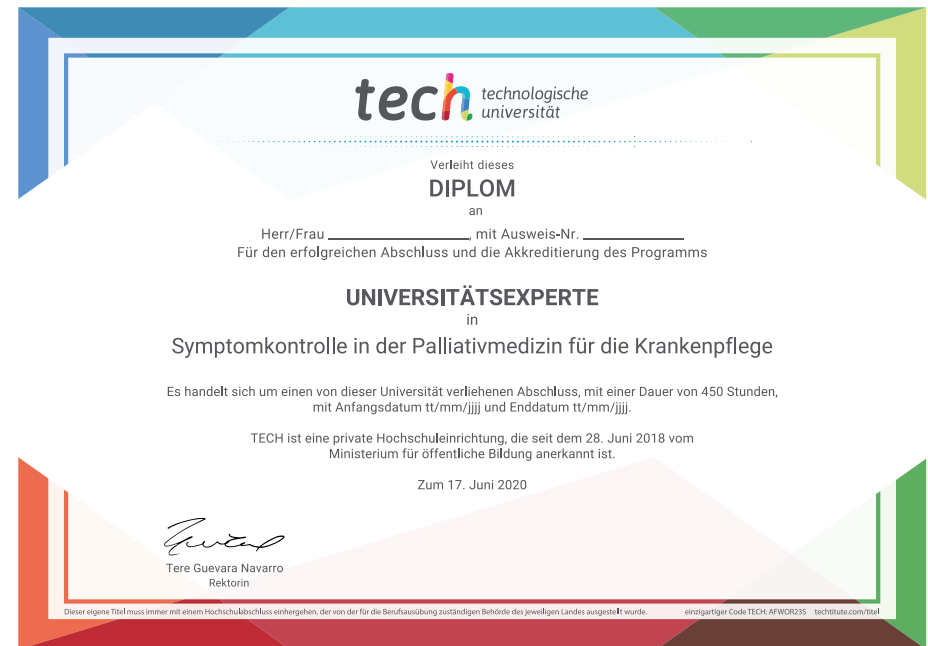 tech technologische
universität
Verleiht dieses
DIPLOM
an
Herr/Frau ____________________, mit Ausweis-Nr. ______________
Für den erfolgreichen Abschluss und die Akkreditierung des Programms
UNIVERSITÄTSEXPERTE
in
Symptomkontrolle in der Palliativmedizin für die Krankenpflege
Es handelt sich um einen von dieser Universität verliehenen Abschluss, mit einer Dauer von 450 Stunden,
mit Anfangsdatum tt/mm/jjjj und Enddatum tt/mm/jjjj.
TECH ist eine private Hochschuleinrichtung, die seit dem 28. Juni 2018 vom
Ministerium für öffentliche Bildung anerkannt ist.
Zum 17. Juni 2020
Tere Guevara Navarro
Rektorin
Dieser eigene Titel muss immer mit einem Hochschulabschluss einhergehen, der von der für die Berufsausübung zuständigen Behörde des jeweiligen Landes ausgestellt wurde. einzigartiger Code TECH: AFWOR23S techtitute.com/titel